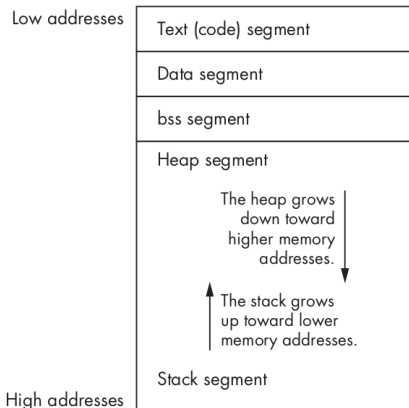 Low addresses
Text (code) segment
Data segment
bss segment
Heap segment
The heap grows
down toward
higher memory
addresses.
The stack grows
up toward lower
memory addresses.
Stack segment
High addresses